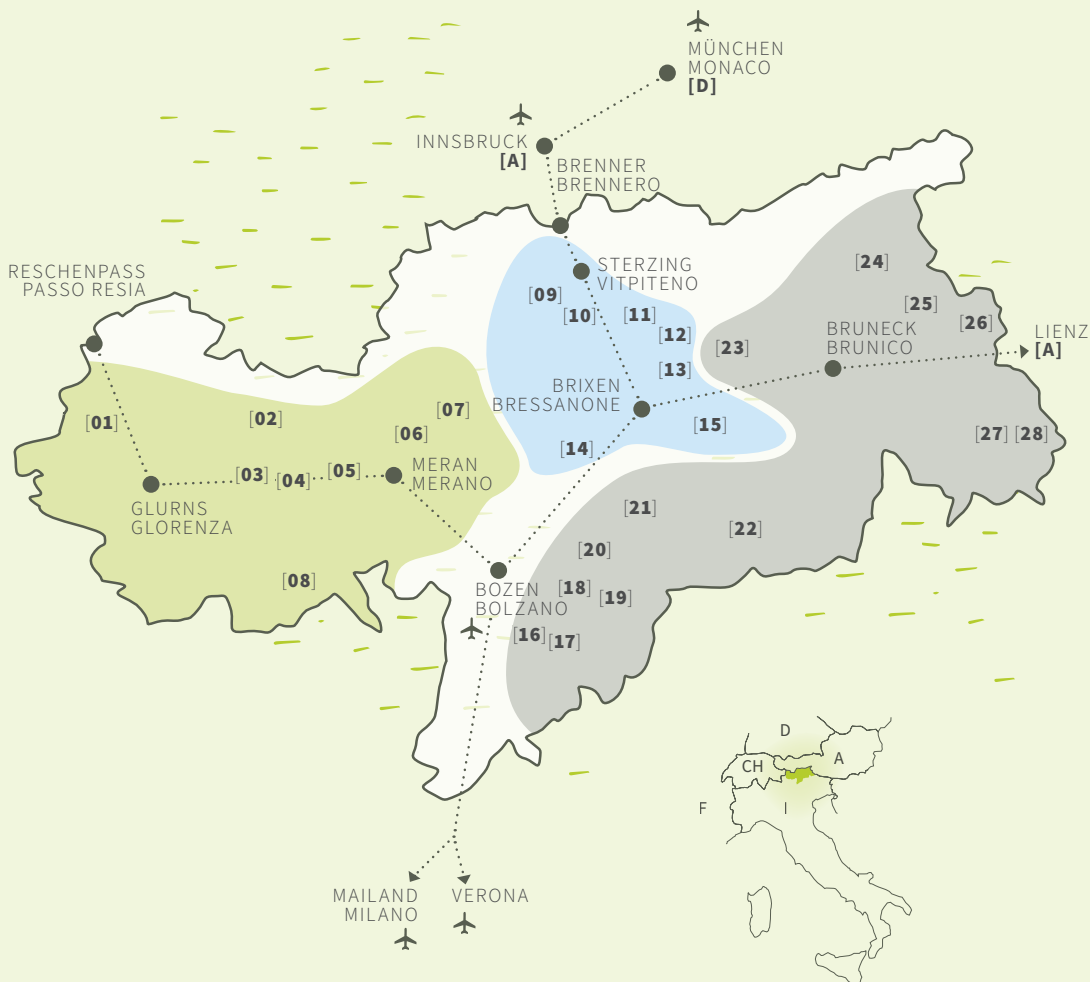 MÜNCHEN
MONACO
[D]
INNSBRUCK
[A]
BRENNER
BRENNERO
RESCHENPASS
PASSO RESIA
STERZING
VITPITENO
[09]
[10]
[11]
[12]
[13]
[24]
[25]
[26]
[23]
BRUNECK
BRUNICO
LIENZ
[A]
BRIXEN
BRESSANONE
[01]
[02]
[07]
[06]
[15]
[14]
[27] [28]
[03]
[04]
[05]
MERAN
MERANO
GLURNS
GLORENZA
[21]
[22]
[20]
[08]
BOZEN
BOLZANO
[18]
[19]
[16]
[17]
D
CH
A
F
I
MAILAND
MILANO
VERONA